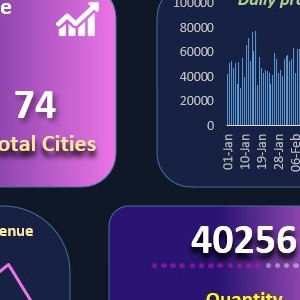 e
74
otal Cities
Daily pro
100000
80000
60000
40000
20000
0
01-Jan
10-Jan
19-Jan
28-Jan
06-Feb
enue
40256
Quantity